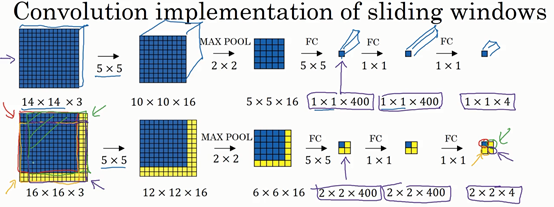 Convolution implementation of sliding windows
MAX POOL FC FC FC
5 × 5 2 × 2 5 × 5 1 × 1 1 × 1
14 × 14 × 3 10 × 10 × 16 5 × 5 × 16 1 × 1 × 400 1 × 1 × 400 1 × 1 × 4
MAX POOL FC FC FC
5 × 5 2 × 2 5 × 5 1 × 1 1 × 1
16 × 16 × 3 12 × 12 × 16 6 × 6 × 16 2 × 2 × 400 2 × 2 × 400 2 × 2 × 4